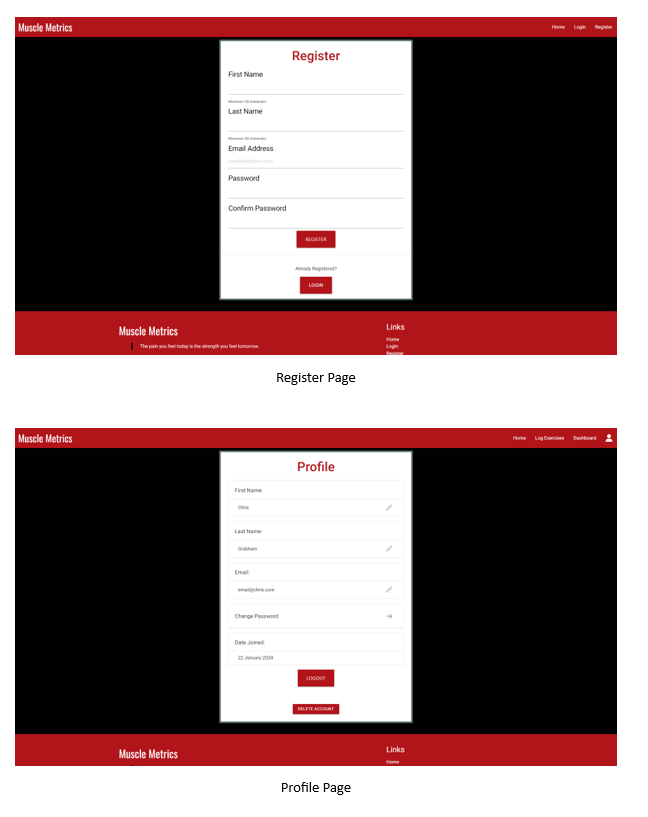 Muscle Metrics Home Login Register
Register
First Name
Maximum 50 characters
Last Name
Maximum 50 characters
Email Address
Password
Confirm Password
REGISTER
Already Registered?
LOGIN
Muscle Metrics
The pain you feel today is the strength you feel tomorrow.
Links
Home
Login
Register
Register Page
Muscle Metrics Home Log Exercises Dashboard
Profile
First Name:
Chris
Last Name:
Grabham
Email:
email@chris.com
Change Password
Date Joined:
22 January 2024
LOGOUT
DELETE ACCOUNT
Muscle Metrics
Links
Home
Profile Page